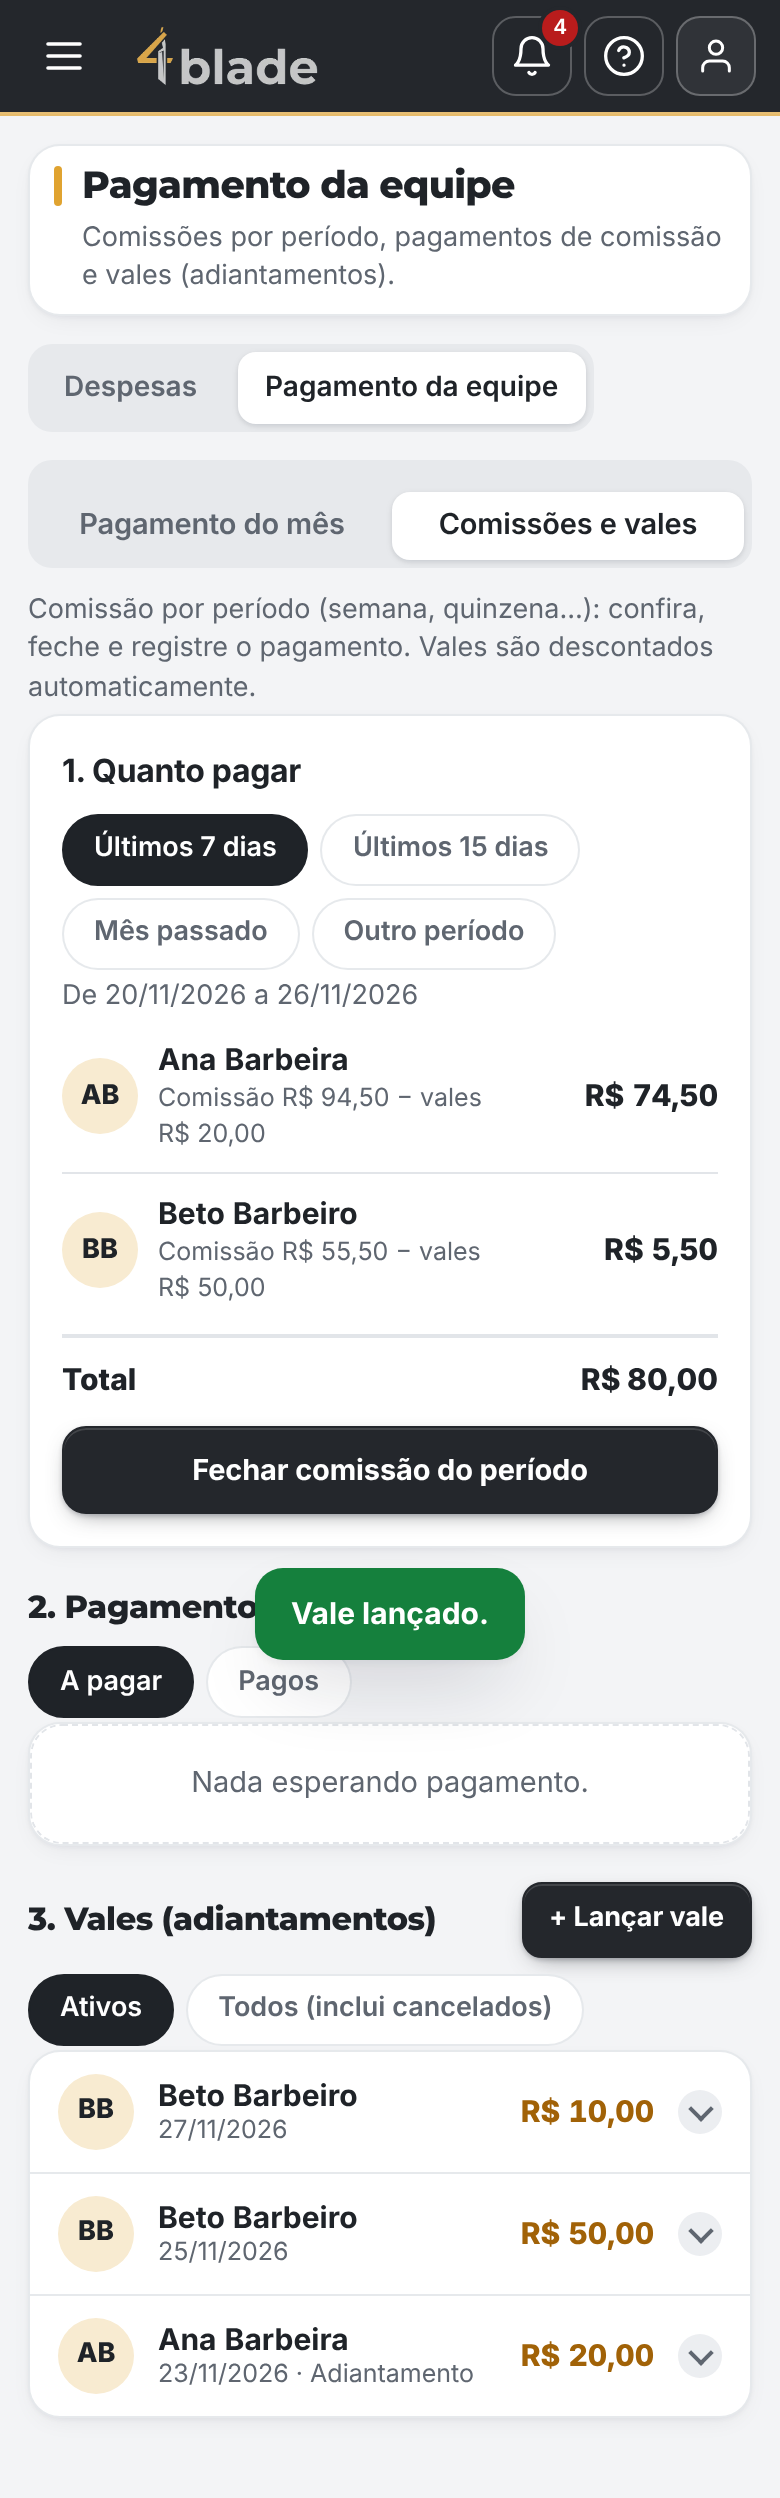 4blade
4
Pagamento da equipe
Comissões por período, pagamentos de comissão
e vales (adiantamentos).
Despesas
Pagamento da equipe
Pagamento do mês
Comissões e vales
Comissão por período (semana, quinzena...): confira,
feche e registre o pagamento. Vales são descontados
automaticamente.
1. Quanto pagar
Últimos 7 dias
Últimos 15 dias
Mês passado
Outro período
De 20/11/2026 a 26/11/2026
AB
Ana Barbeira
Comissão R$ 94,50 − vales
R$ 20,00
R$ 74,50
BB
Beto Barbeiro
Comissão R$ 55,50 − vales
R$ 50,00
R$ 5,50
Total
R$ 80,00
Fechar comissão do período
2. Pagamento
Vale lançado.
A pagar
Pagos
Nada esperando pagamento.
3. Vales (adiantamentos)
+ Lançar vale
Ativos
Todos (inclui cancelados)
BB
Beto Barbeiro
27/11/2026
R$ 10,00
BB
Beto Barbeiro
25/11/2026
R$ 50,00
AB
Ana Barbeira
23/11/2026 · Adiantamento
R$ 20,00